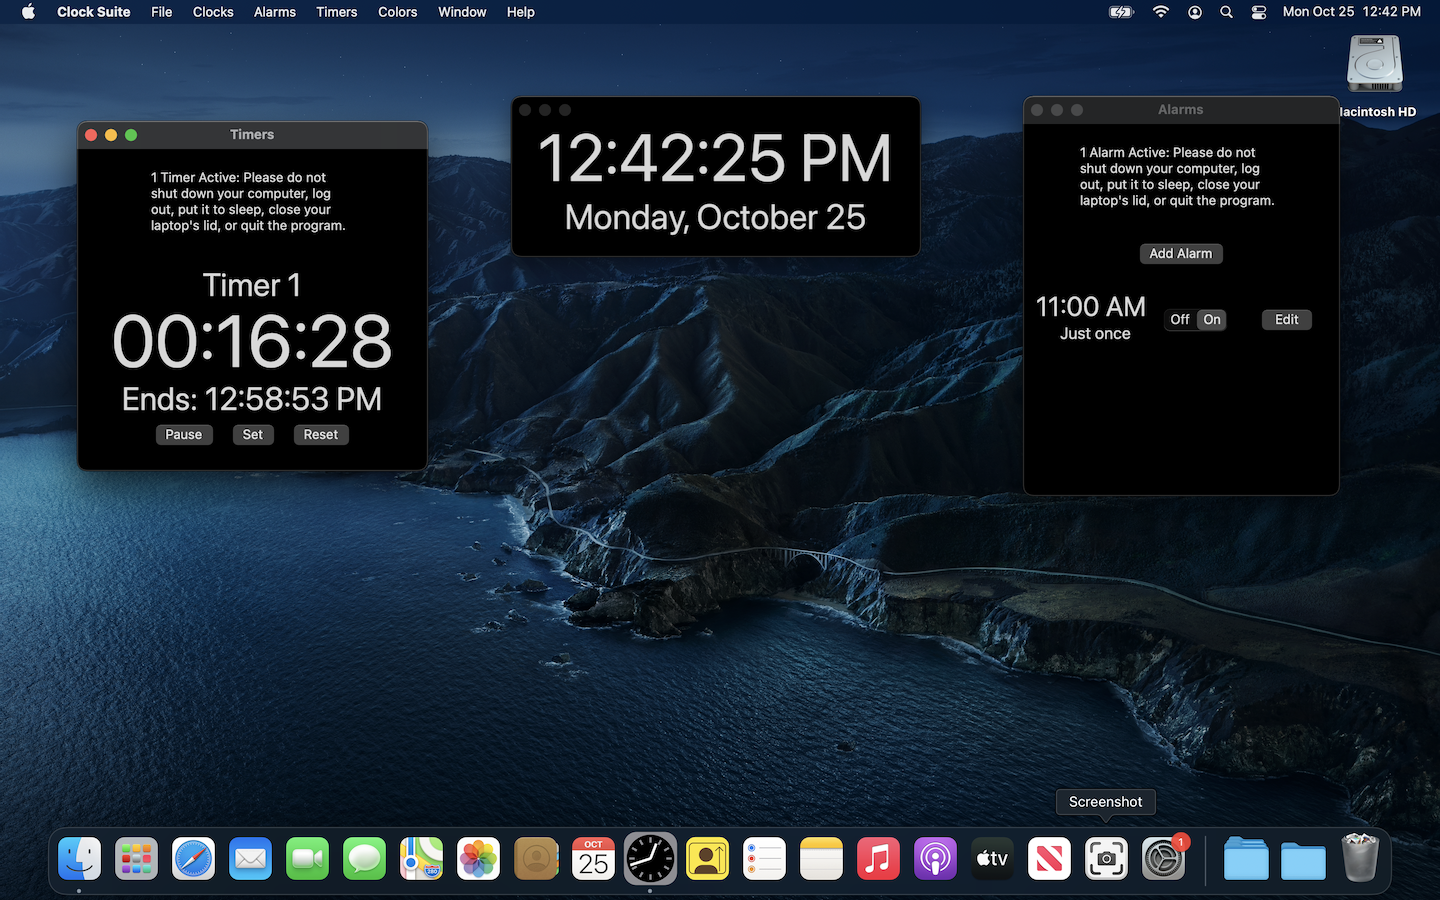 Clock Suite File Clocks Alarms Timers Colors Window Help
Mon Oct 25 12:42 PM
acintosh HD
Timers
1 Timer Active: Please do not
shut down your computer, log
out, put it to sleep, close your
laptop's lid, or quit the program.
Timer 1
00:16:28
Ends: 12:58:53 PM
Pause Set Reset
12:42:25 PM
Monday, October 25
Alarms
1 Alarm Active: Please do not
shut down your computer, log
out, put it to sleep, close your
laptop's lid, or quit the program.
Add Alarm
11:00 AM
Just once
Off On
Edit
Screenshot
OCT
25
280
tv
1